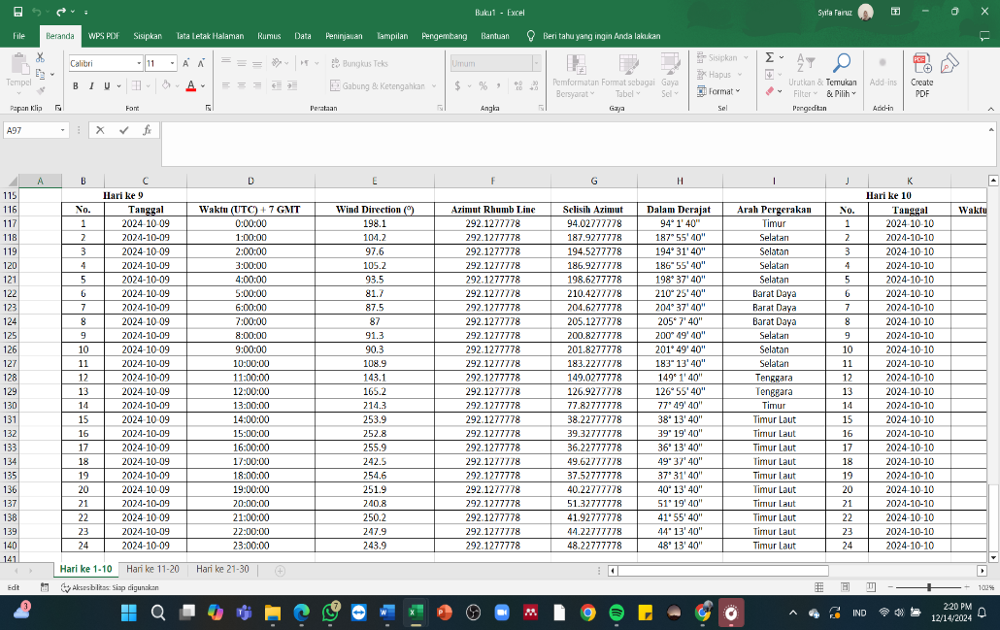 Buku1 - Excel
Syifa Fairuz
File Beranda WPS PDF Sisipkan Tata Letak Halaman Rumus Data Peninjauan Tampilan Pengembang Bantuan Beri tahu yang ingin Anda lakukan
Tempel
Papan Klip
Calibri 11
B I U
Font
Bungkus Teks
Gabung & Ketengahkan
Perataan
Umum
Angka
Pemformatan Bersyarat
Format sebagai Tabel
Gaya Sel
Gaya
Sisipkan
Hapus
Format
Sel
Urutkan & Filter
Temukan & Pilih
Pengeditan
Add-ins
Add-in
Create PDF
A97
fx
A B C D E F G H I J K
115 Hari ke 9 Hari ke 10
116 No. Tanggal Waktu (UTC) + 7 GMT Wind Direction (°) Azimut Rhumb Line Selisih Azimut Dalam Derajat Arah Pergerakan No. Tanggal Waktu
117 1 2024-10-09 0:00:00 198.1 292.1277778 94.02777778 94° 1' 40" Timur 1 2024-10-10
118 2 2024-10-09 1:00:00 104.2 292.1277778 187.9277778 187° 55' 40" Selatan 2 2024-10-10
119 3 2024-10-09 2:00:00 97.6 292.1277778 194.5277778 194° 31' 40" Selatan 3 2024-10-10
120 4 2024-10-09 3:00:00 105.2 292.1277778 186.9277778 186° 55' 40" Selatan 4 2024-10-10
121 5 2024-10-09 4:00:00 93.5 292.1277778 198.6277778 198° 37' 40" Selatan 5 2024-10-10
122 6 2024-10-09 5:00:00 81.7 292.1277778 210.4277778 210° 25' 40" Barat Daya 6 2024-10-10
123 7 2024-10-09 6:00:00 87.5 292.1277778 204.6277778 204° 37' 40" Barat Daya 7 2024-10-10
124 8 2024-10-09 7:00:00 87 292.1277778 205.1277778 205° 7' 40" Barat Daya 8 2024-10-10
125 9 2024-10-09 8:00:00 91.3 292.1277778 200.8277778 200° 49' 40" Selatan 9 2024-10-10
126 10 2024-10-09 9:00:00 90.3 292.1277778 201.8277778 201° 49' 40" Selatan 10 2024-10-10
127 11 2024-10-09 10:00:00 108.9 292.1277778 183.2277778 183° 13' 40" Selatan 11 2024-10-10
128 12 2024-10-09 11:00:00 143.1 292.1277778 149.0277778 149° 1' 40" Tenggara 12 2024-10-10
129 13 2024-10-09 12:00:00 165.2 292.1277778 126.9277778 126° 55' 40" Tenggara 13 2024-10-10
130 14 2024-10-09 13:00:00 214.3 292.1277778 77.82777778 77° 49' 40" Timur 14 2024-10-10
131 15 2024-10-09 14:00:00 253.9 292.1277778 38.22777778 38° 13' 40" Timur Laut 15 2024-10-10
132 16 2024-10-09 15:00:00 252.8 292.1277778 39.32777778 39° 19' 40" Timur Laut 16 2024-10-10
133 17 2024-10-09 16:00:00 255.9 292.1277778 36.22777778 36° 13' 40" Timur Laut 17 2024-10-10
134 18 2024-10-09 17:00:00 242.5 292.1277778 49.62777778 49° 37' 40" Timur Laut 18 2024-10-10
135 19 2024-10-09 18:00:00 254.6 292.1277778 37.52777778 37° 31' 40" Timur Laut 19 2024-10-10
136 20 2024-10-09 19:00:00 251.9 292.1277778 40.22777778 40° 13' 40" Timur Laut 20 2024-10-10
137 21 2024-10-09 20:00:00 240.8 292.1277778 51.32777778 51° 19' 40" Timur Laut 21 2024-10-10
138 22 2024-10-09 21:00:00 250.2 292.1277778 41.92777778 41° 55' 40" Timur Laut 22 2024-10-10
139 23 2024-10-09 22:00:00 247.9 292.1277778 44.22777778 44° 13' 40" Timur Laut 23 2024-10-10
140 24 2024-10-09 23:00:00 243.9 292.1277778 48.22777778 48° 13' 40" Timur Laut 24 2024-10-10
141
Hari ke 1-10 Hari ke 11-20 Hari ke 21-30
Edit Aksesibilitas: Siap digunakan 102%
3 7 IND 2:20 PM
12/14/2024